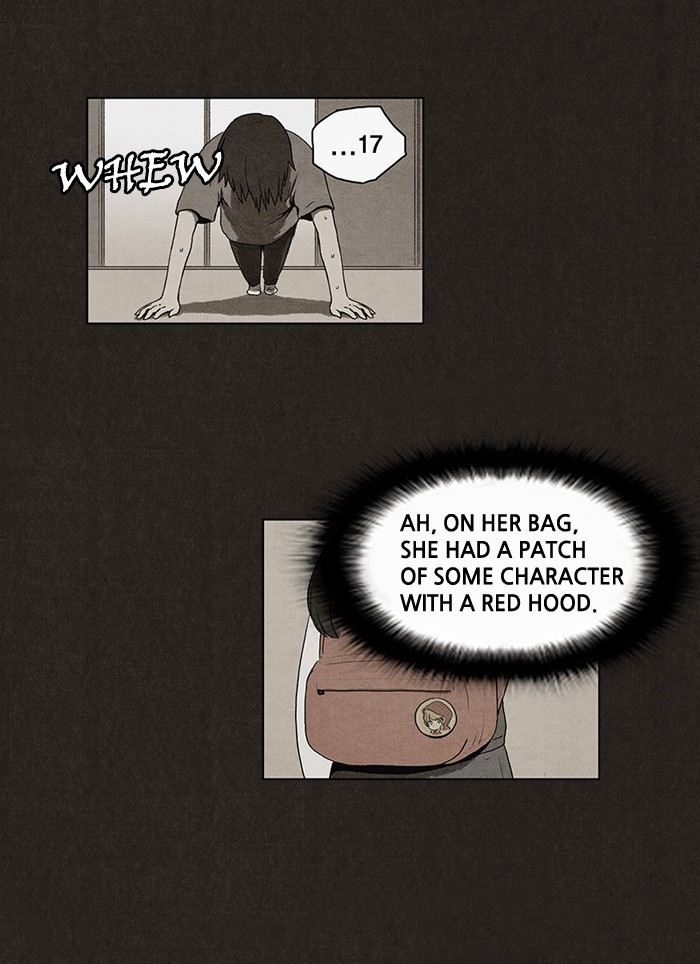 WHEW
...17
AH, ON HER BAG,
SHE HAD A PATCH
OF SOME CHARACTER
WITH A RED HOOD.